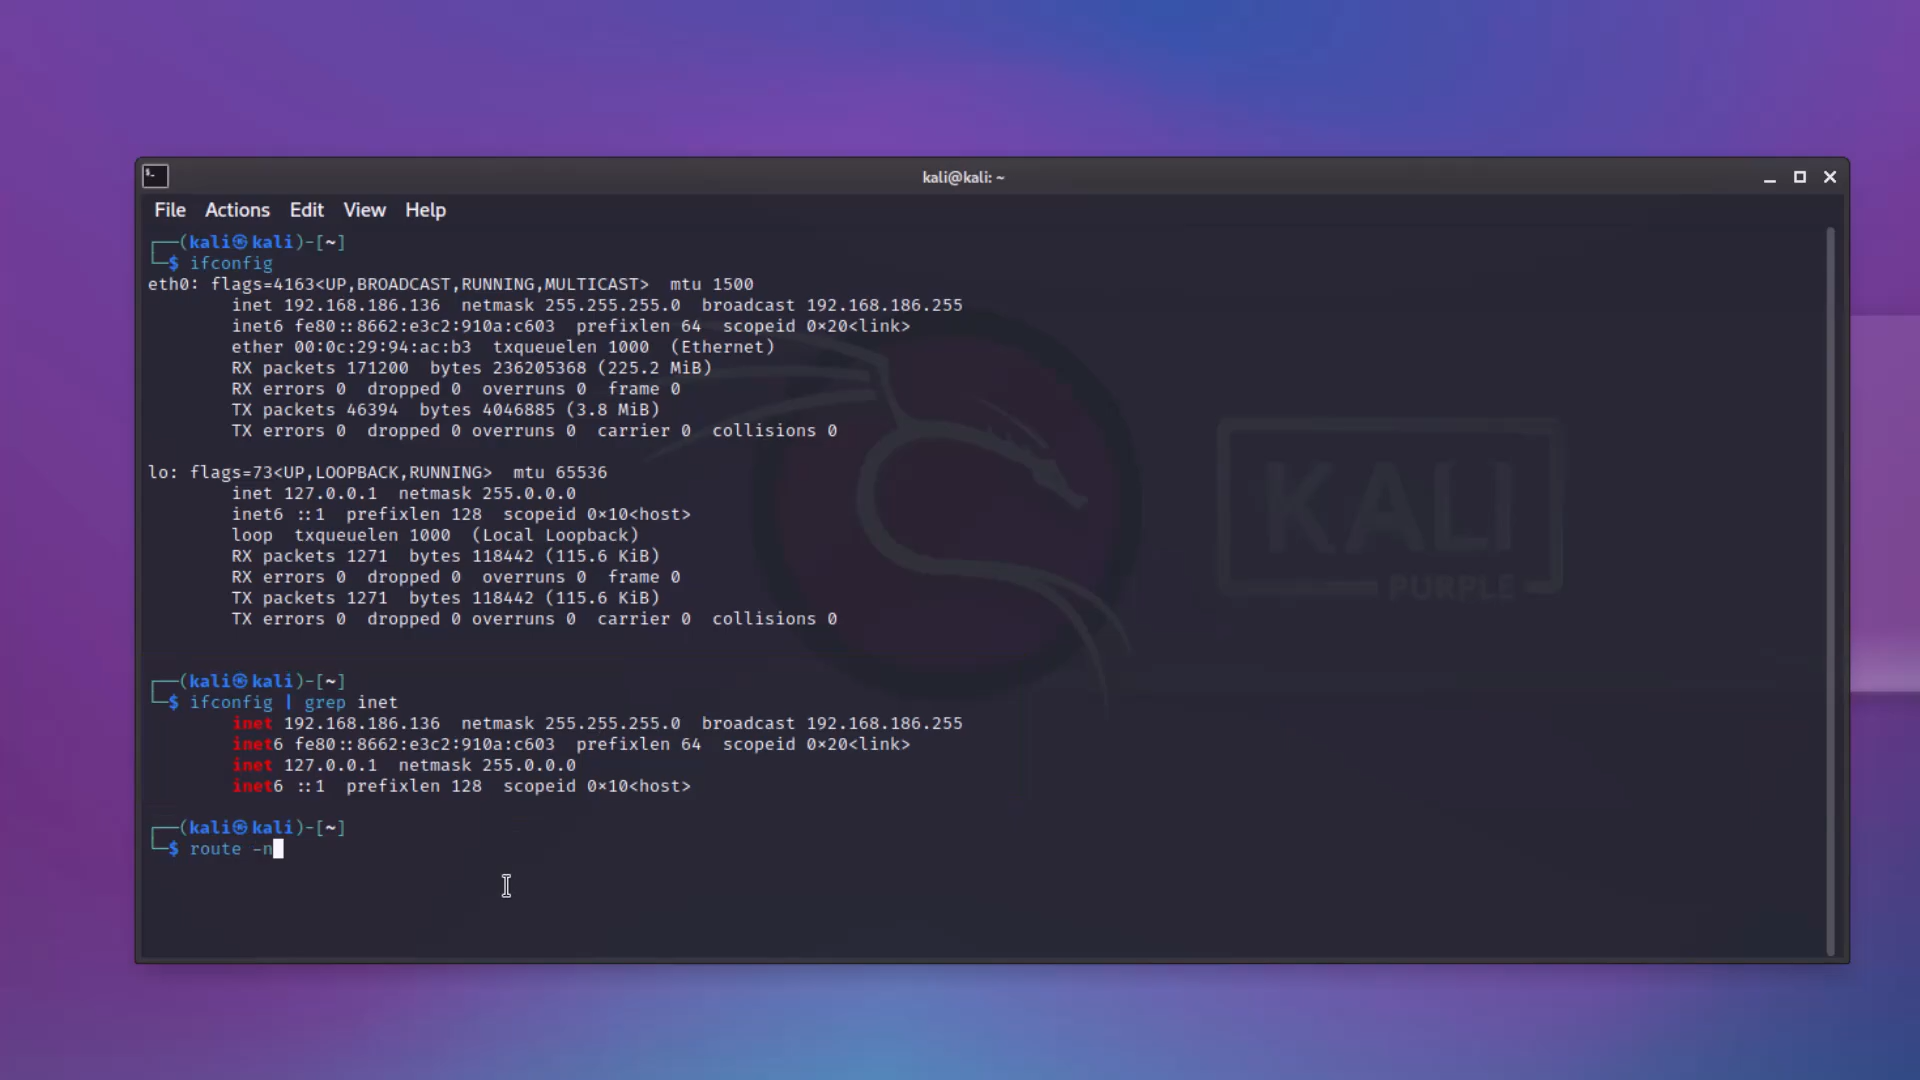 kali@kali: ~
File Actions Edit View Help
┌──(kali㉿kali)-[~]
└─$ ifconfig
eth0: flags=4163<UP,BROADCAST,RUNNING,MULTICAST>  mtu 1500
        inet 192.168.186.136  netmask 255.255.255.0  broadcast 192.168.186.255
        inet6 fe80::8662:e3c2:910a:c603  prefixlen 64  scopeid 0×20<link>
        ether 00:0c:29:94:ac:b3  txqueuelen 1000  (Ethernet)
        RX packets 171200  bytes 236205368 (225.2 MiB)
        RX errors 0  dropped 0  overruns 0  frame 0
        TX packets 46394  bytes 4046885 (3.8 MiB)
        TX errors 0  dropped 0 overruns 0  carrier 0  collisions 0
lo: flags=73<UP,LOOPBACK,RUNNING>  mtu 65536
        inet 127.0.0.1  netmask 255.0.0.0
        inet6 ::1  prefixlen 128  scopeid 0×10<host>
        loop  txqueuelen 1000  (Local Loopback)
        RX packets 1271  bytes 118442 (115.6 KiB)
        RX errors 0  dropped 0  overruns 0  frame 0
        TX packets 1271  bytes 118442 (115.6 KiB)
        TX errors 0  dropped 0 overruns 0  carrier 0  collisions 0
┌──(kali㉿kali)-[~]
└─$ ifconfig | grep inet
        inet 192.168.186.136  netmask 255.255.255.0  broadcast 192.168.186.255
        inet6 fe80::8662:e3c2:910a:c603  prefixlen 64  scopeid 0×20<link>
        inet 127.0.0.1  netmask 255.0.0.0
        inet6 ::1  prefixlen 128  scopeid 0×10<host>
┌──(kali㉿kali)-[~]
└─$ route -n
KALI
PURPLE